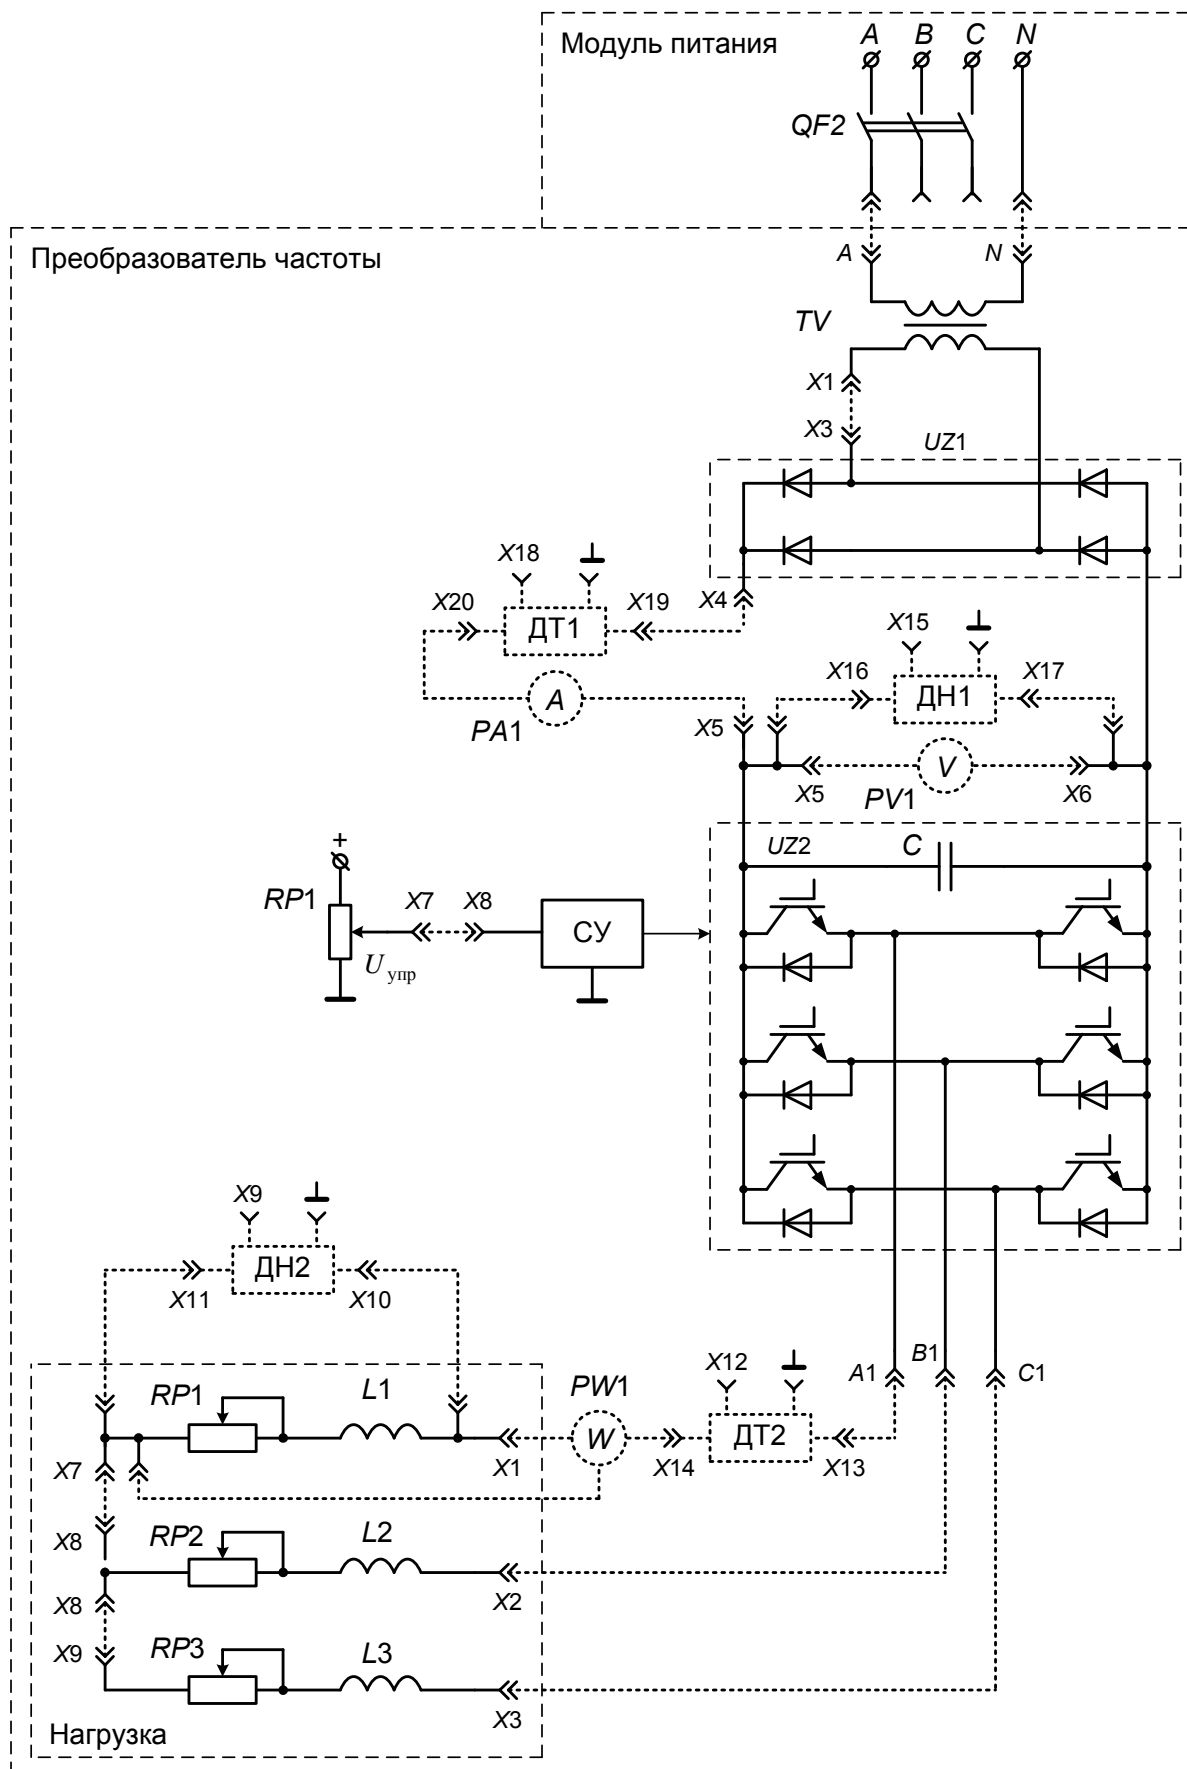 Модуль питания
A B C N
QF2
Преобразователь частоты
A N
TV
X1
X3
UZ1
X18
X20 X19 X4
ДТ1
X15
X16 X17
ДН1
A
PA1
X5
V
X5 PV1 X6
UZ2 C
+
RP1 X7 X8
СУ
Uупр
X9
ДН2
X11 X10
A1 B1 C1
X12
RP1 L1 PW1
W
ДТ2
X7 X1 X14 X13
X8 RP2 L2
X8 X2
X9 RP3 L3
X3
Нагрузка